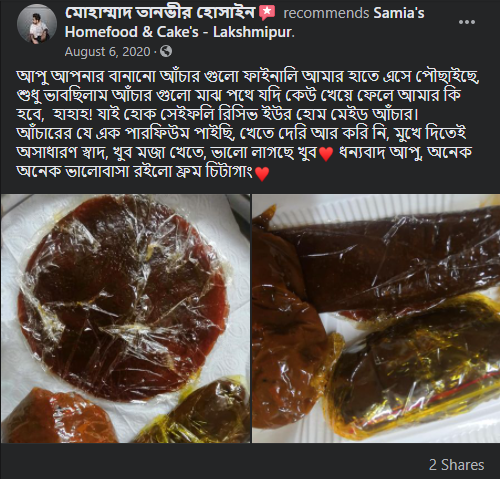 মোহাম্মাদ তানভীর হোসাইন recommends Samia's
Homefood & Cake's - Lakshmipur.
August 6, 2020 ·
আপু আপনার বানানো আঁচার গুলো ফাইনালি আমার হাতে এসে পৌছাইছে,
শুধু ভাবছিলাম আঁচার গুলো মাঝ পথে যদি কেউ খেয়ে ফেলে আমার কি
হবে, হাহাহা! যাই হোক সেইফলি রিসিভ ইউর হোম মেইড আঁচার।
আঁচারের যে এক পারফিউম পাইছি, খেতে দেরি আর করি নি, মুখে দিতেই
অসাধারণ স্বাদ, খুব মজা খেতে, ভালো লাগছে খুব❤️ ধন্যবাদ আপু, অনেক
অনেক ভালোবাসা রইলো ফ্রম চিটাগাং❤️
2 Shares